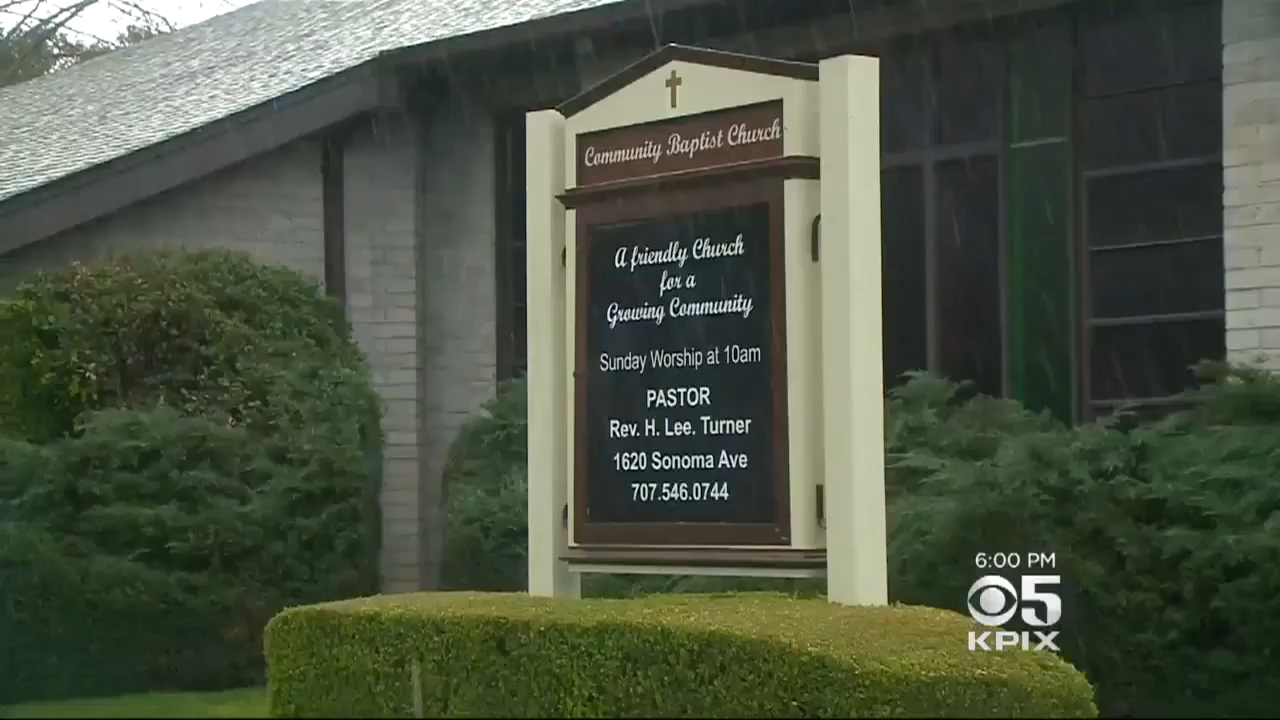 Community Baptist Church
A friendly Church
for a
Growing Community
Sunday Worship at 10am
PASTOR
Rev. H. Lee. Turner
1620 Sonoma Ave
707.546.0744
6:00 PM
5
KPIX